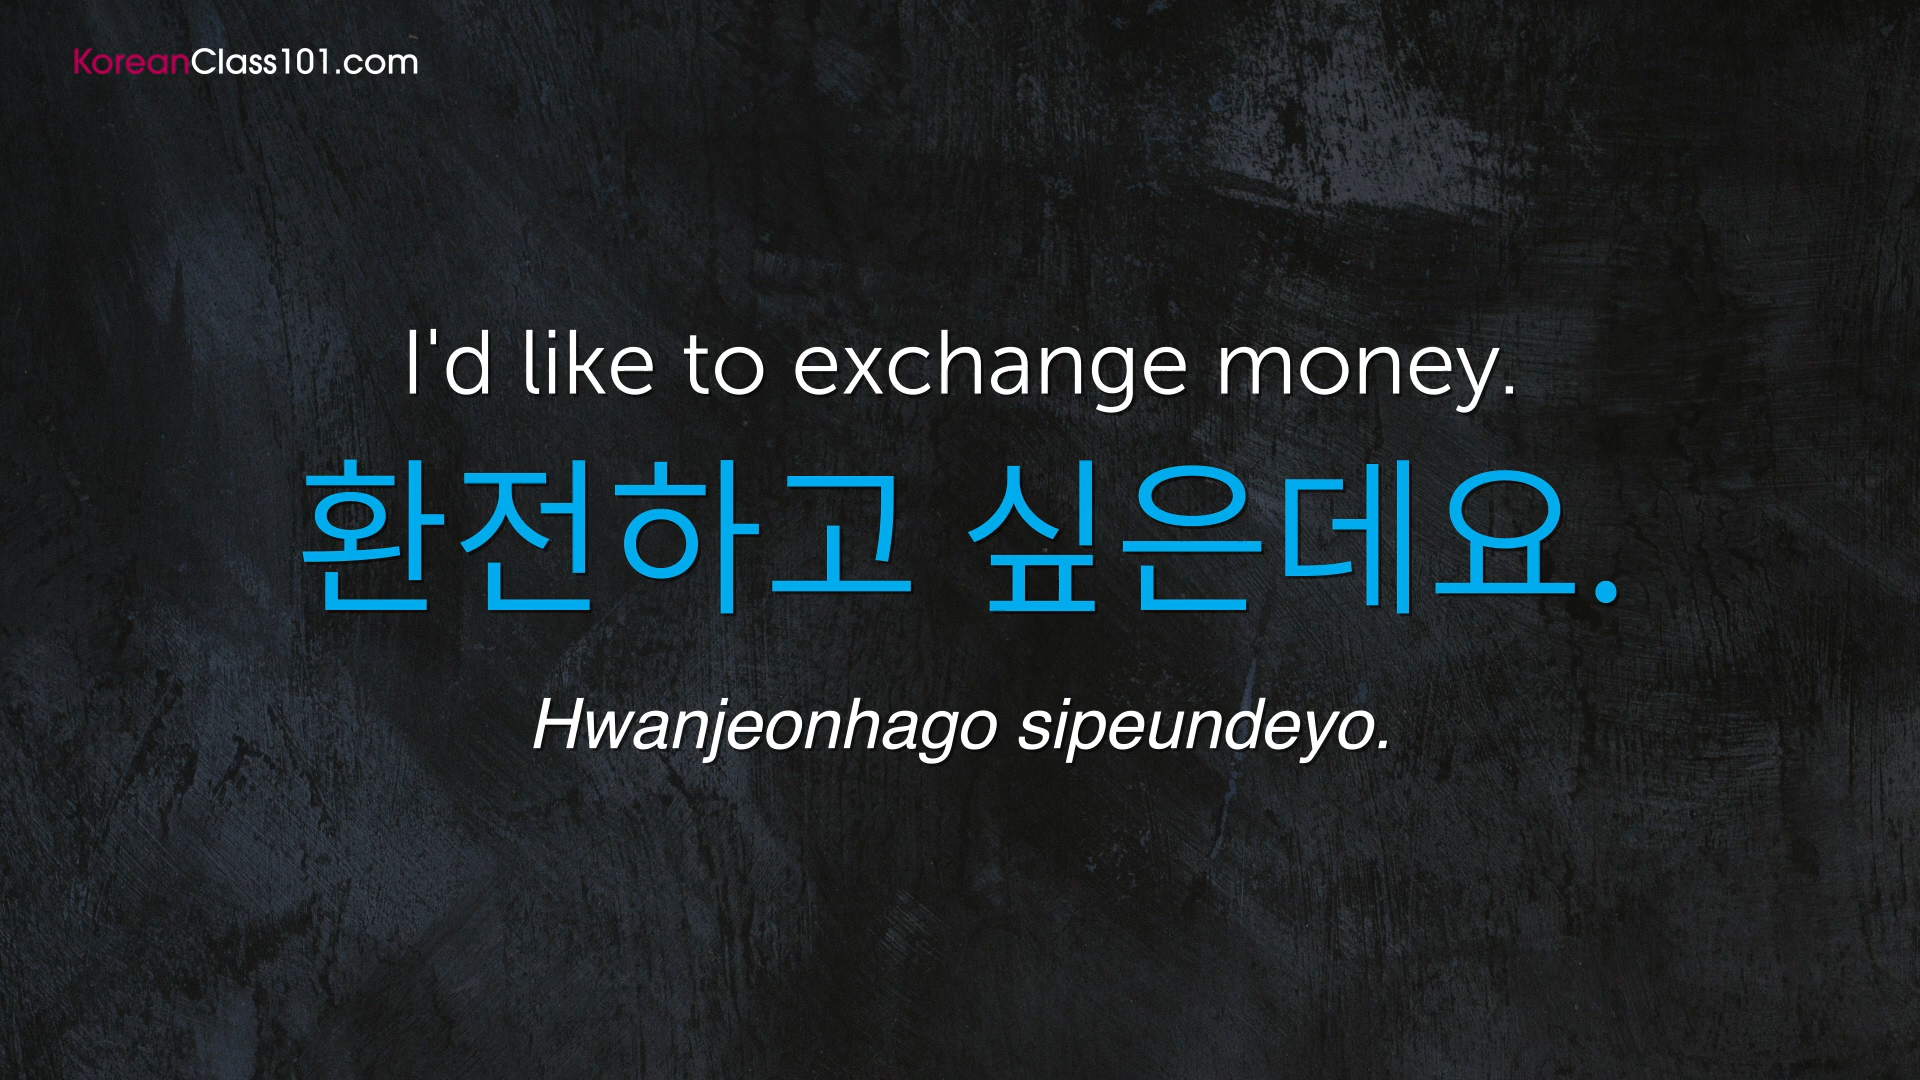 KoreanClass101.com
I'd like to exchange money.
환전하고 싶은데요.
Hwanjeonhago sipeundeyo.